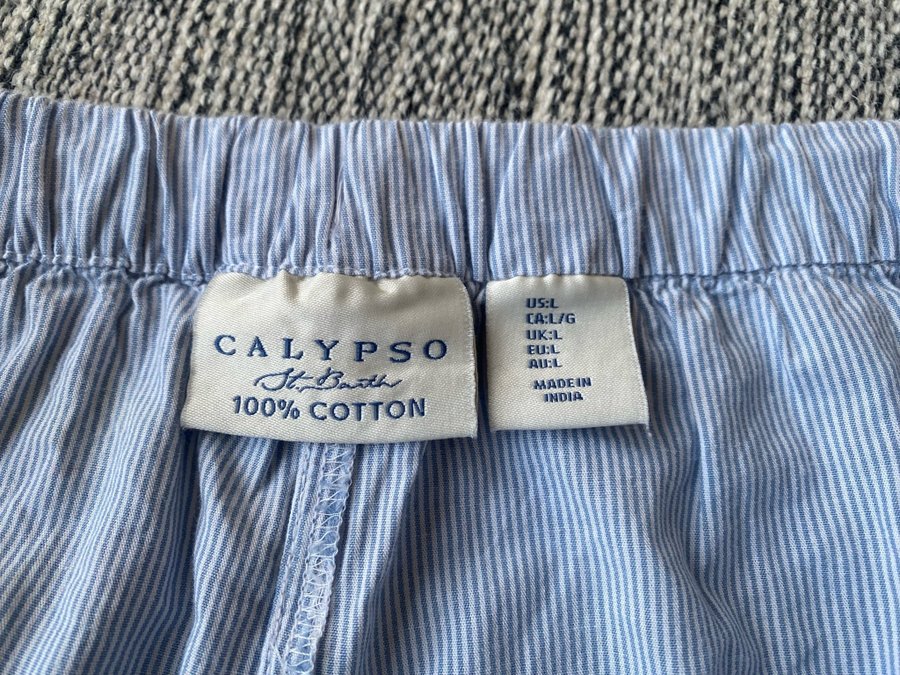 CALYPSO
St. Barth
100% COTTON
US:L
CA:L/G
UK:L
EU:L
AU:L
MADE IN
INDIA